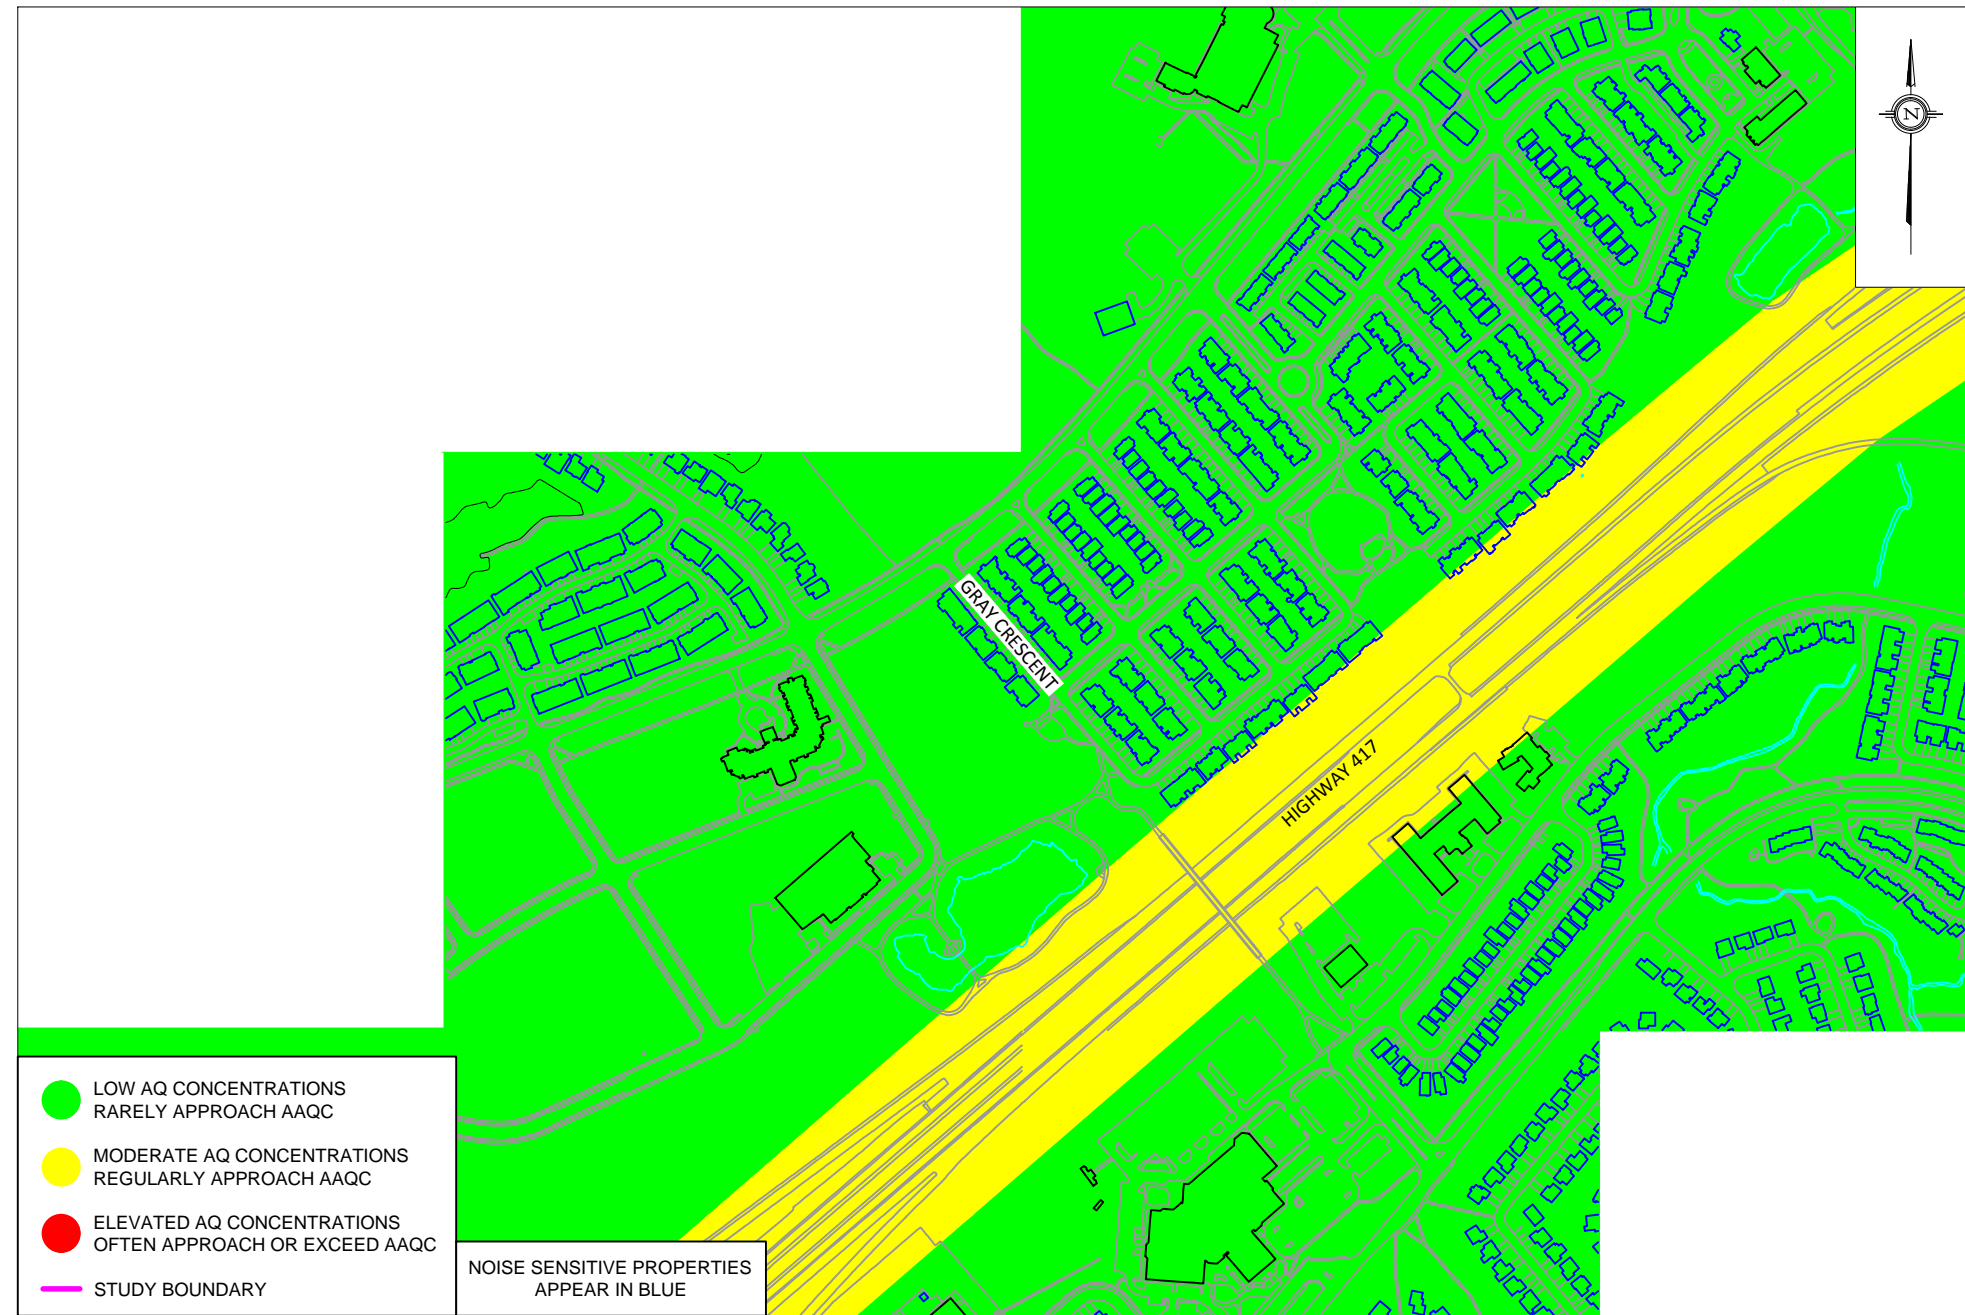 N
GRAY CRESCENT
HIGHWAY 417
LOW AQ CONCENTRATIONS
RARELY APPROACH AAQC
MODERATE AQ CONCENTRATIONS
REGULARLY APPROACH AAQC
ELEVATED AQ CONCENTRATIONS
OFTEN APPROACH OR EXCEED AAQC
STUDY BOUNDARY
NOISE SENSITIVE PROPERTIES
APPEAR IN BLUE